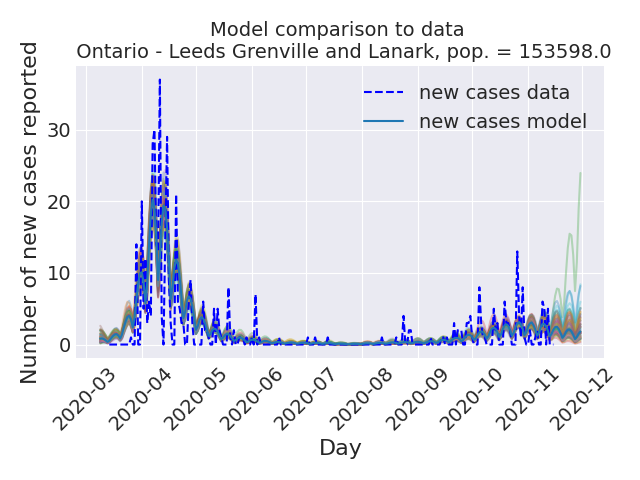 Model comparison to data
Ontario - Leeds Grenville and Lanark, pop. = 153598.0
Number of new cases reported
30
20
10
0
new cases data
new cases model
2020-03
2020-04
2020-05
2020-06
2020-07
2020-08
2020-09
2020-10
2020-11
2020-12
Day